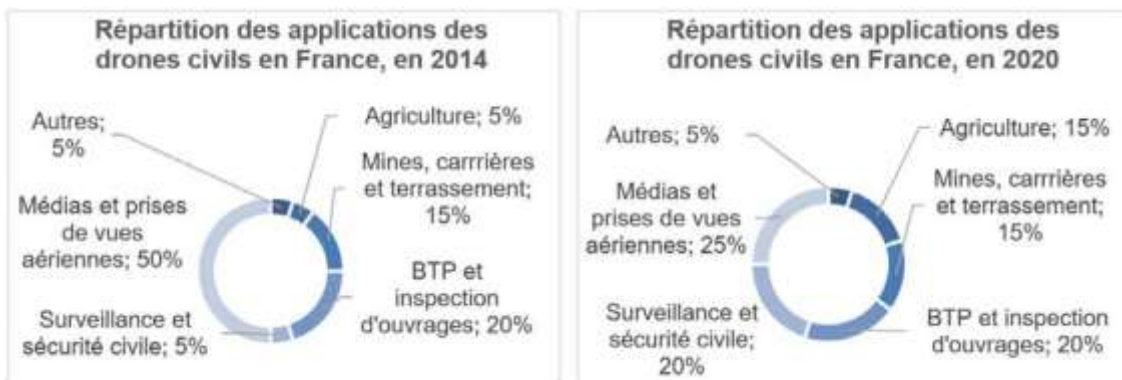 Répartition des applications des
drones civils en France, en 2014
Autres;
5%
Agriculture; 5%
Mines, carrrières
et terrassement;
15%
Médias et prises
de vues
aériennes; 50%
BTP et
inspection
d'ouvrages; 20%
Surveillance et
sécurité civile; 5%
Répartition des applications des
drones civils en France, en 2020
Autres; 5%
Agriculture; 15%
Médias et
prises de vues
aériennes; 25%
Mines, carrrières
et terrassement;
15%
Surveillance et
sécurité civile;
20%
BTP et inspection
d'ouvrages; 20%